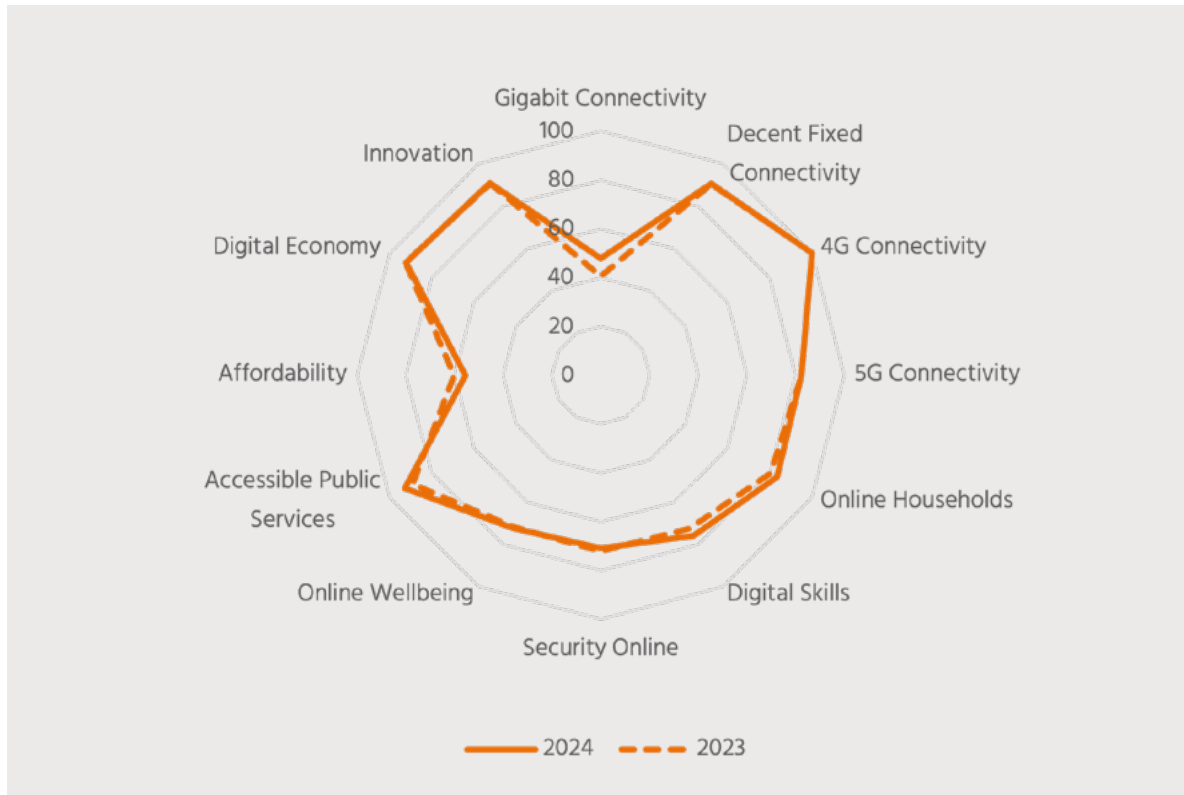 Gigabit Connectivity
100
Decent Fixed
Connectivity
Innovation
80
60
Digital Economy
4G Connectivity
40
20
Affordability
0
5G Connectivity
Accessible Public
Services
Online Households
Online Wellbeing
Digital Skills
Security Online
2024
2023